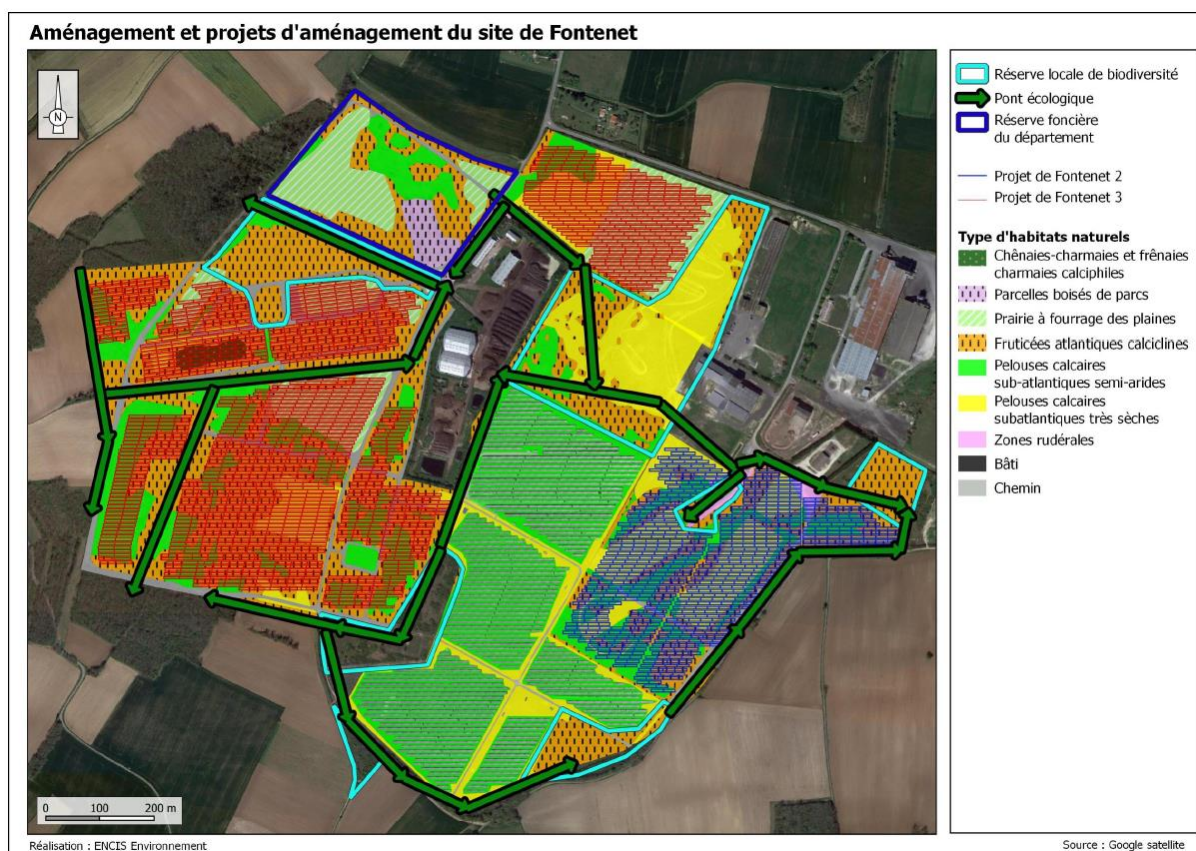 Aménagement et projets d'aménagement du site de Fontenet
N
Réserve locale de biodiversité
Pont écologique
Réserve foncière
du département
Projet de Fontenet 2
Projet de Fontenet 3
Type d'habitats naturels
Chênaies-charmaies et frênaies
charmaies calciphiles
Parcelles boisés de parcs
Prairie à fourrage des plaines
Fruticées atlantiques calciclines
Pelouses calcaires
sub-atlantiques semi-arides
Pelouses calcaires
subatlantiques très sèches
Zones rudérales
Bâti
Chemin
0 100 200 m
Réalisation : ENCIS Environnement
Source : Google satellite